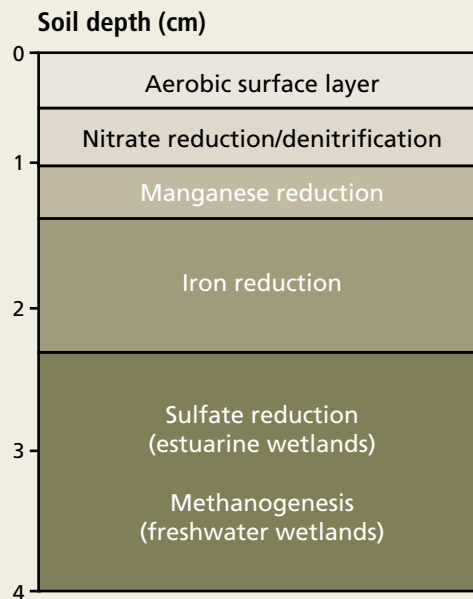 Soil depth (cm)
0
Aerobic surface layer
Nitrate reduction/denitrification
1
Manganese reduction
Iron reduction
2
Sulfate reduction
(estuarine wetlands)
3
Methanogenesis
(freshwater wetlands)
4